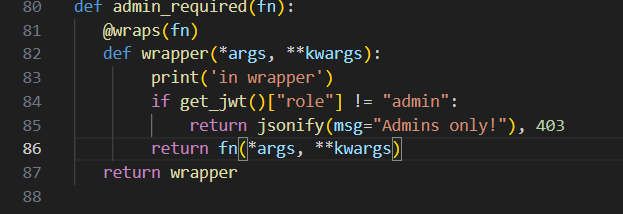 80 def admin_required(fn):
81 @wraps(fn)
82 def wrapper(*args, **kwargs):
83 print('in wrapper')
84 if get_jwt()["role"] != "admin":
85 return jsonify(msg="Admins only!"), 403
86 return fn(*args, **kwargs)
87 return wrapper
88